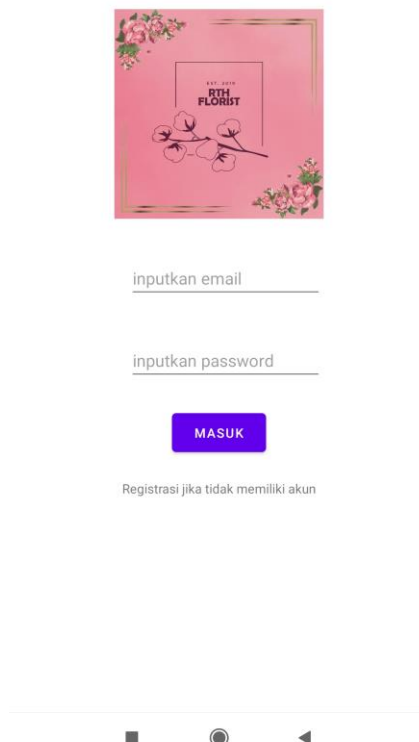 EST. 2019
RTH
FLORIST
inputkan email
inputkan password
MASUK
Registrasi jika tidak memiliki akun